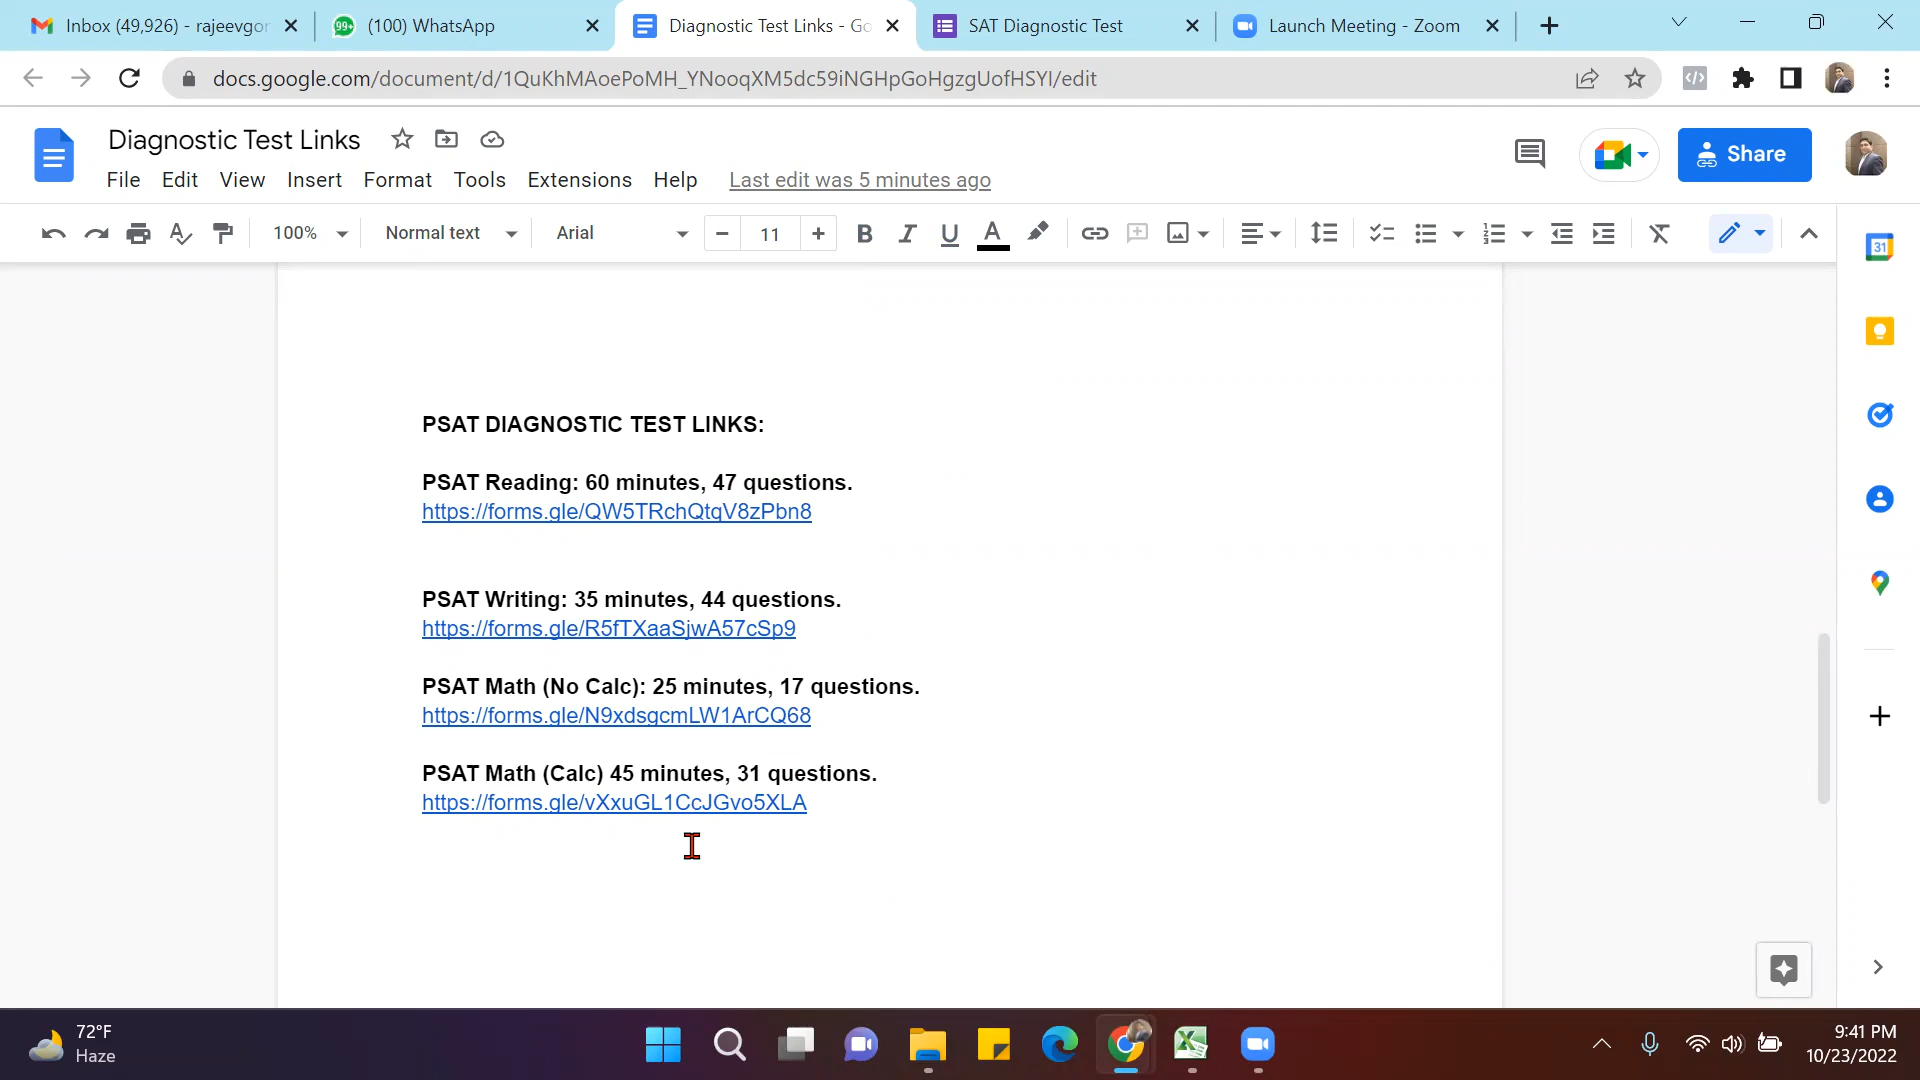 Inbox (49,926) - rajeevgor
99+
(100) WhatsApp
Diagnostic Test Links - Go
SAT Diagnostic Test
Launch Meeting - Zoom
docs.google.com/document/d/1QuKhMAoePoMH_YNooqXM5dc59iNGHpGoHgzgUofHSYI/edit
Diagnostic Test Links
Share
File Edit View Insert Format Tools Extensions Help Last edit was 5 minutes ago
100% Normal text Arial 11 B I U A
31
PSAT DIAGNOSTIC TEST LINKS:
PSAT Reading: 60 minutes, 47 questions.
https://forms.gle/QW5TRchQtqV8zPbn8
PSAT Writing: 35 minutes, 44 questions.
https://forms.gle/R5fTXaaSjwA57cSp9
PSAT Math (No Calc): 25 minutes, 17 questions.
https://forms.gle/N9xdsgcmLW1ArCQ68
PSAT Math (Calc) 45 minutes, 31 questions.
https://forms.gle/vXxuGL1CcJGvo5XLA
72°F
Haze
9:41 PM
10/23/2022